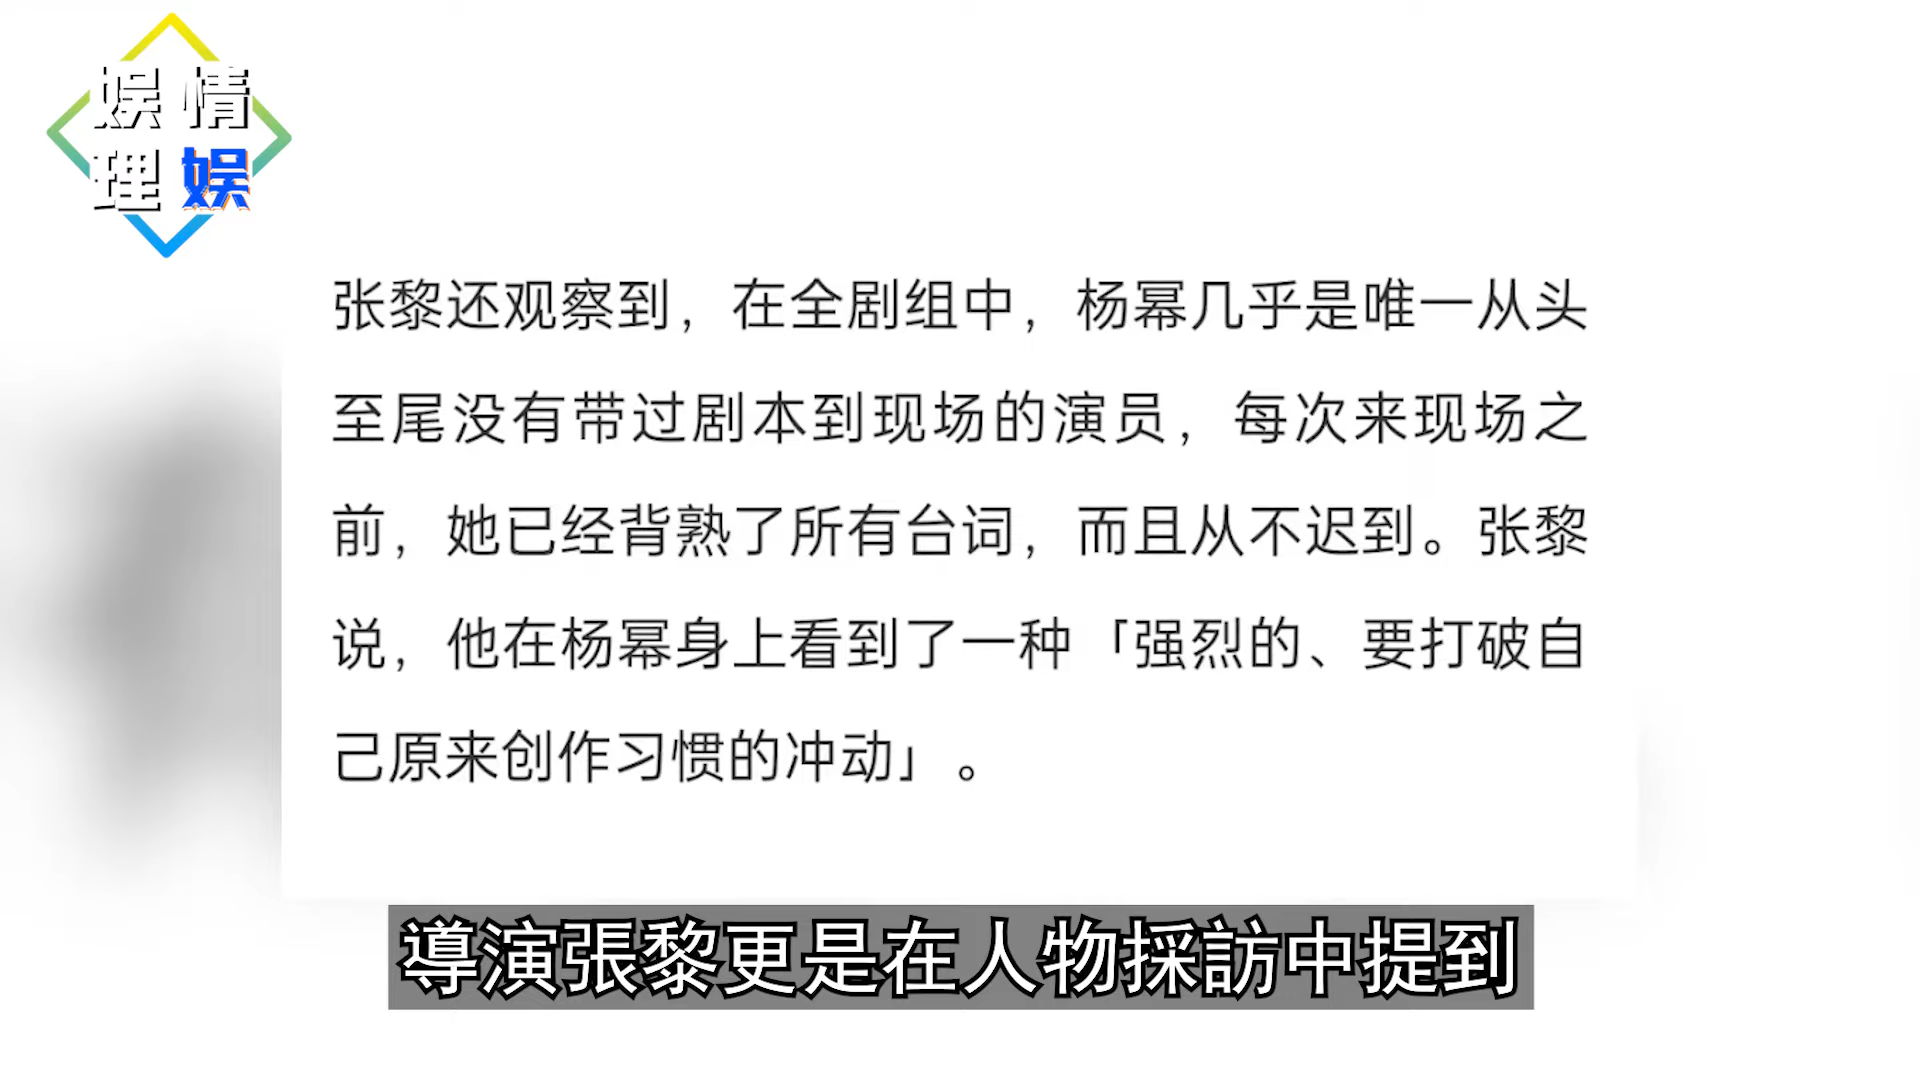 娱情
理娱
张黎还观察到，在全剧组中，杨幂几乎是唯一从头
至尾没有带过剧本到现场的演员，每次来现场之
前，她已经背熟了所有台词，而且从不迟到。张黎
说，他在杨幂身上看到了一种「强烈的、要打破自
己原来创作习惯的冲动」。
導演張黎更是在人物採訪中提到